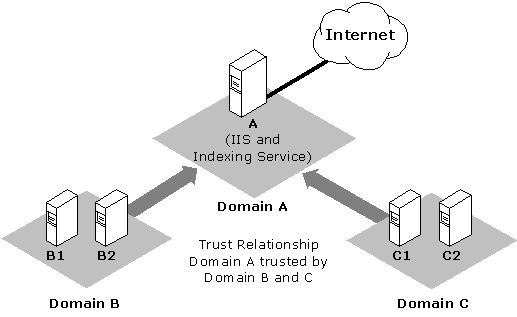 Internet
A
(IIS and
Indexing Service)
Domain A
B1 B2
C1 C2
Trust Relationship
Domain A trusted by
Domain B and C
Domain B
Domain C